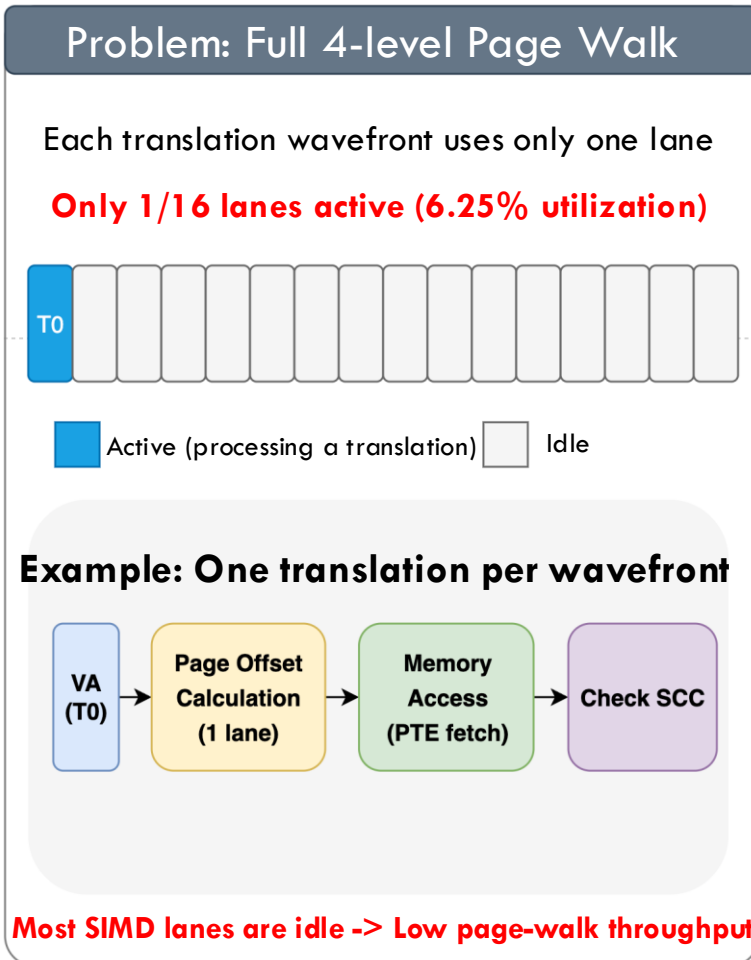 Problem: Full 4-level Page Walk
Each translation wavefront uses only one lane
Only 1/16 lanes active (6.25% utilization)
T0
Active (processing a translation)
Idle
Example: One translation per wavefront
VA
(T0)
Page Offset
Calculation
(1 lane)
Memory
Access
(PTE fetch)
Check SCC
Most SIMD lanes are idle -> Low page-walk throughput